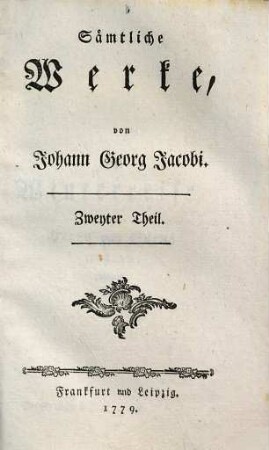 Sämtliche
Werke,
von
Johann Georg Jacobi.
Zweyter Theil.
Frankfurt und Leipzig.
1779.